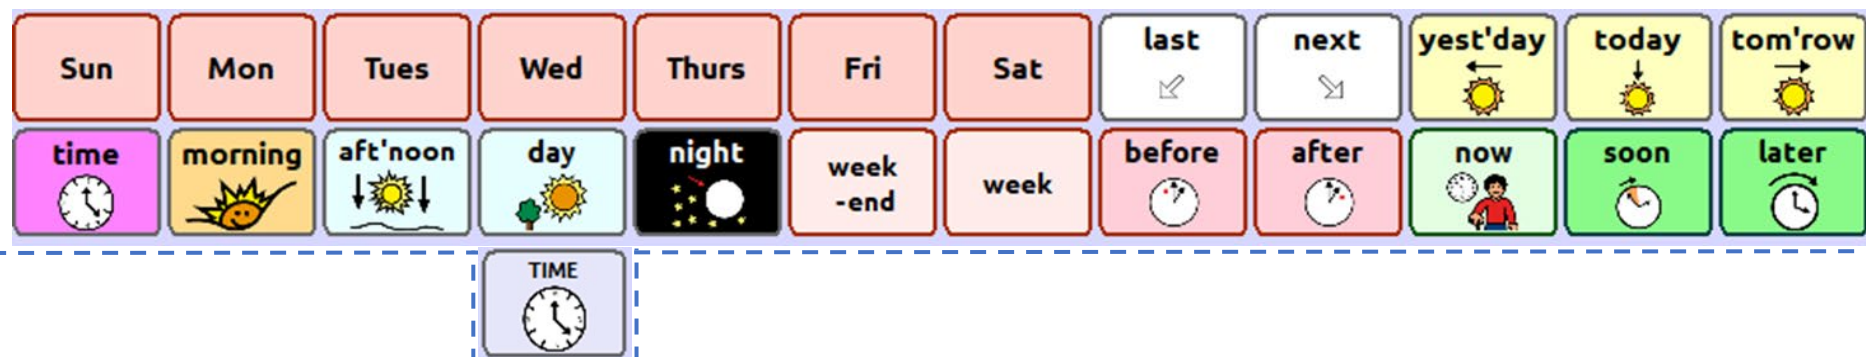 Sun Mon Tues Wed Thurs Fri Sat last next yest'day today tom'row
time morning aft'noon day night week
-end week before after now soon later
TIME